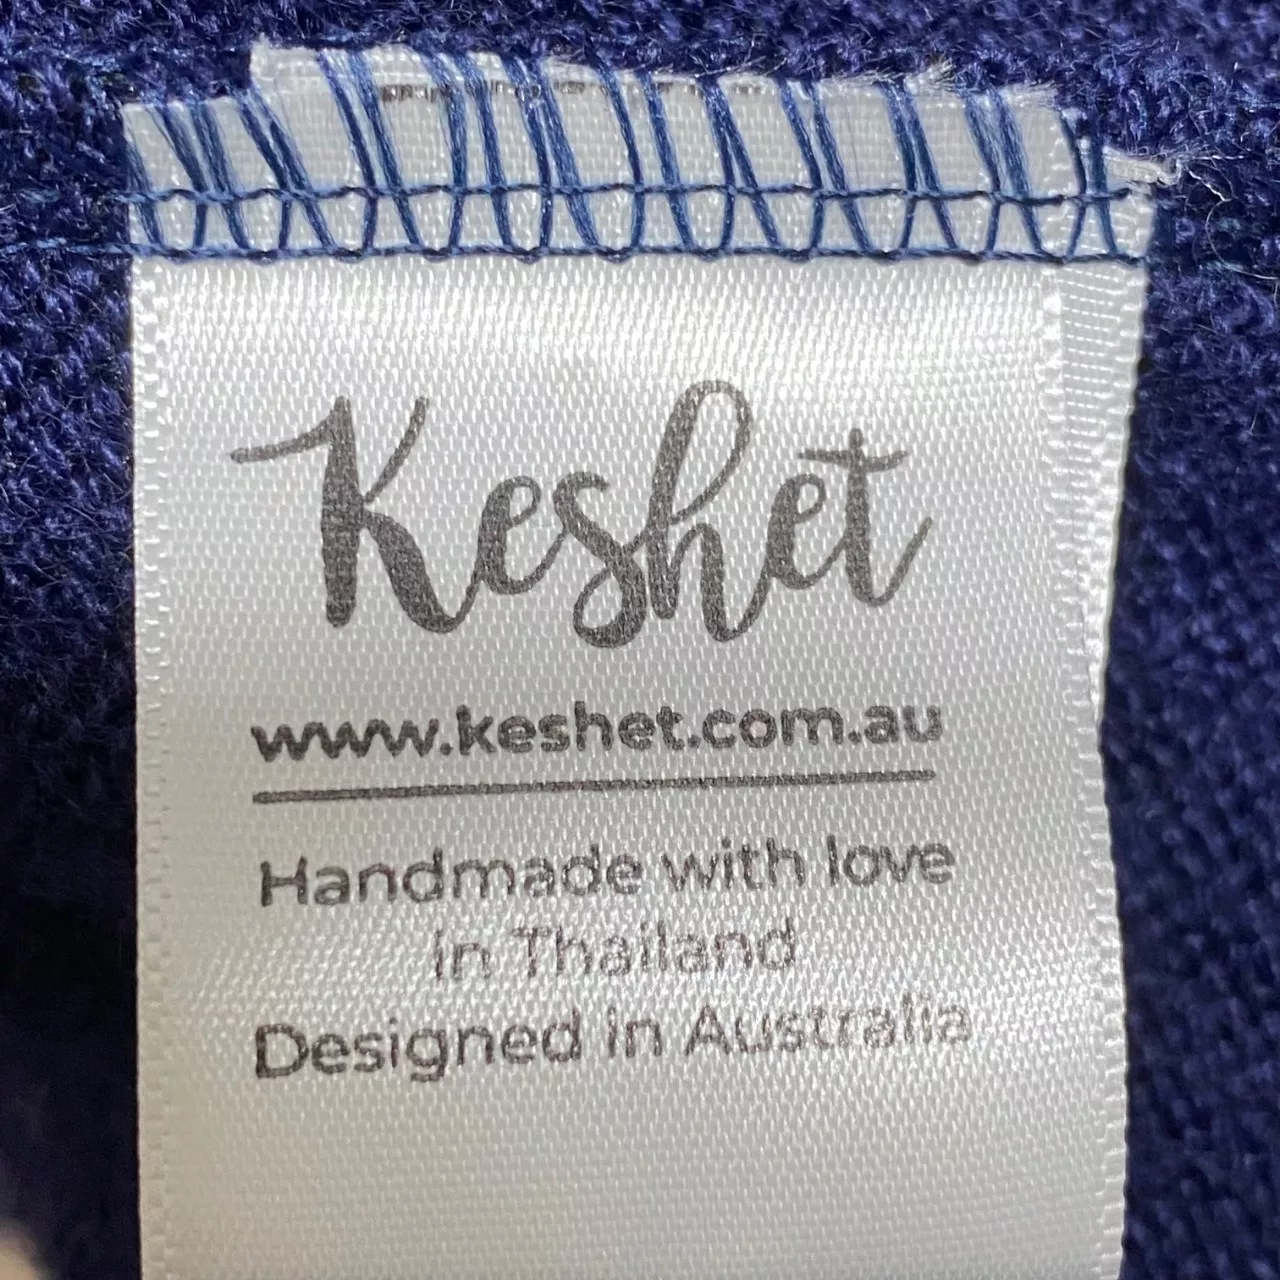 Keshet
www.keshet.com.au
Handmade with love
in Thailand
Designed in Australia